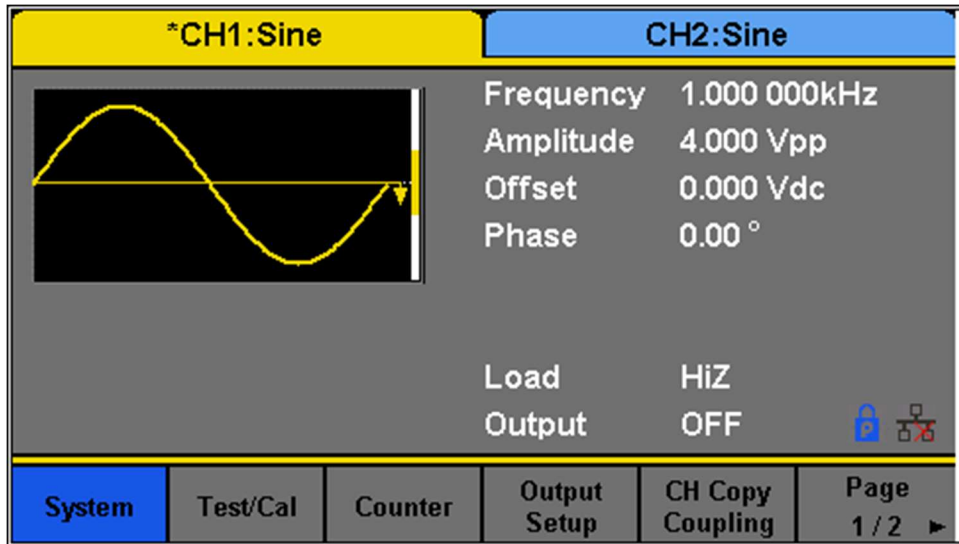 *CH1:Sine
CH2:Sine
Frequency 1.000 000kHz
Amplitude 4.000 Vpp
Offset 0.000 Vdc
Phase 0.00 °
Load HiZ
Output OFF
P
System
Test/Cal
Counter
Output
Setup
CH Copy
Coupling
Page
1 / 2 ►